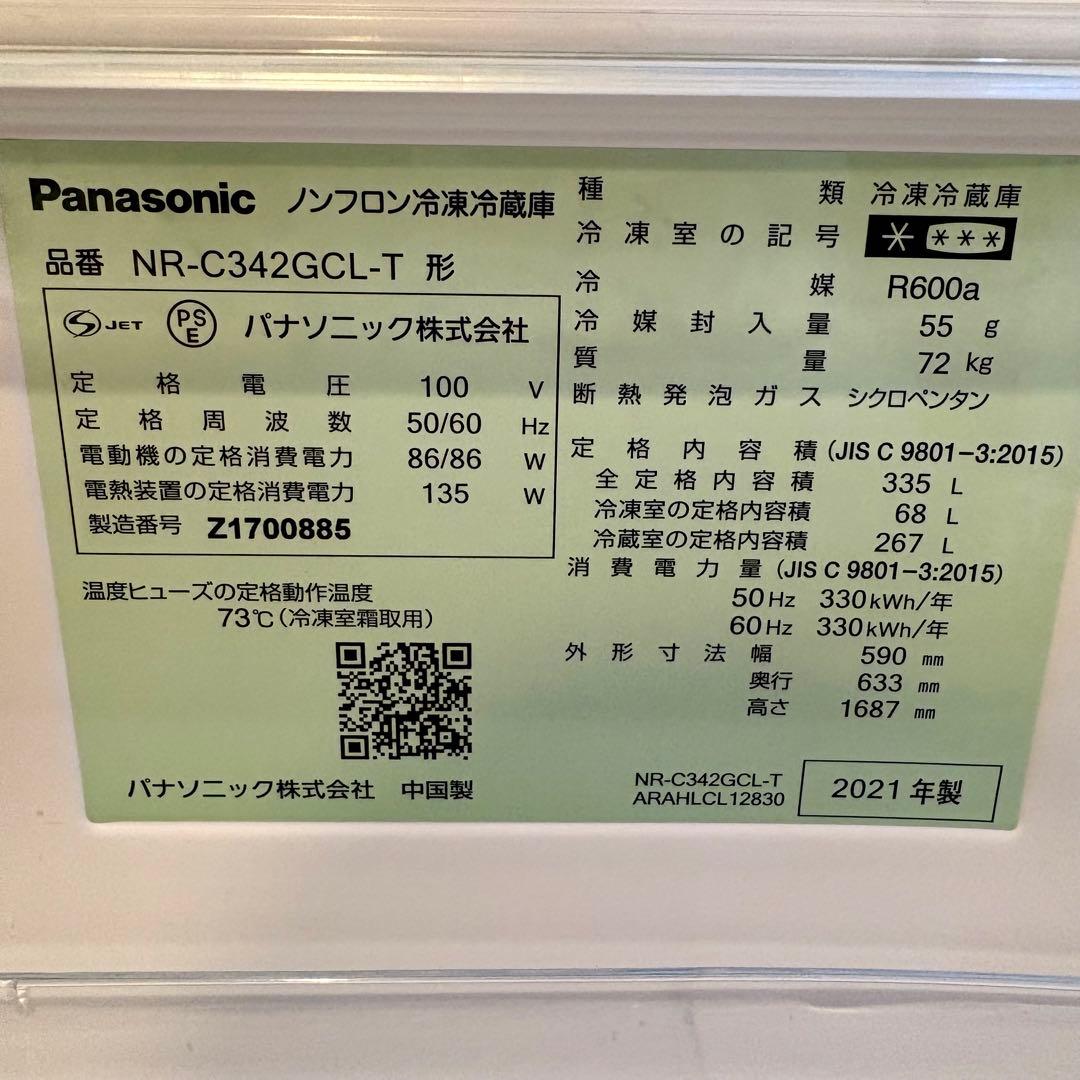 Panasonic ノンフロン冷凍冷蔵庫
品番 NR-C342GCL-T 形
JET PSE パナソニック株式会社
定格電圧 100 V
定格周波数 50/60 Hz
電動機の定格消費電力 86/86 W
電熱装置の定格消費電力 135 W
製造番号 Z1700885
温度ヒューズの定格動作温度
73℃(冷凍室霜取用)
パナソニック株式会社 中国製
種類 冷凍冷蔵庫
冷凍室の記号 * ***
冷媒 R600a
冷媒封入量 55 g
質量 72 kg
断熱発泡ガス シクロペンタン
定格内容積 (JIS C 9801-3:2015)
全定格内容積 335 L
冷凍室の定格内容積 68 L
冷蔵室の定格内容積 267 L
消費電力量 (JIS C 9801-3:2015)
50Hz 330kWh/年
60Hz 330kWh/年
外形寸法 幅 590 mm
奥行 633 mm
高さ 1687 mm
NR-C342GCL-T
ARAHLCL12830
2021年製